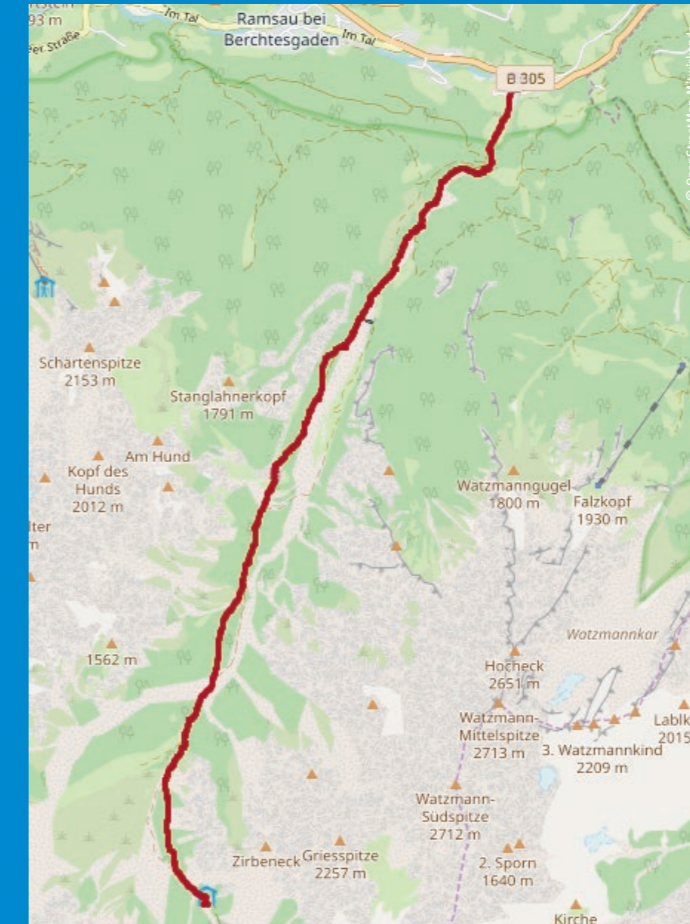 93 m
Im Tal
Ramsau bei
Berchtesgaden
Im Tal
B 305
Schartenspitze
2153 m
Stanglahnerkopf
1791 m
Am Hund
Kopf des
Hunds
2012 m
Watzmanngugel
1800 m
Falzkopf
1930 m
m
1562 m
Watzmannkar
Hocheck
2651 m
Watzmann-
Mittelspitze
2713 m
3. Watzmannkind
2209 m
2015
Watzmann-
Südspitze
2712 m
Zirbeneck
Griesspitze
2257 m
2. Sporn
1640 m
Kirche